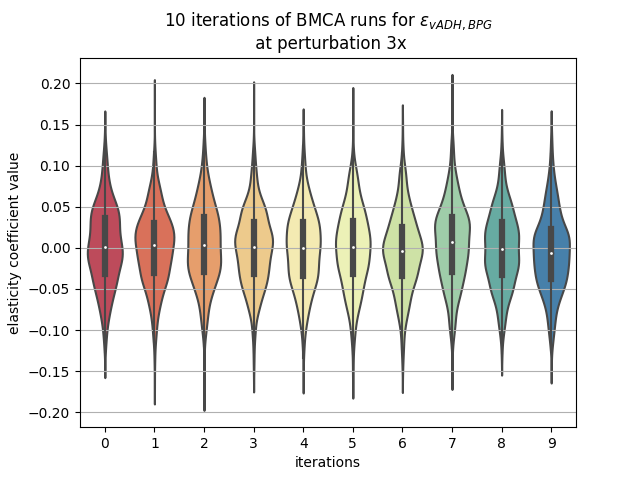 10 iterations of BMCA runs for ε_{vADH, BPG}
at perturbation 3x
elasticity coefficient value
0.20
0.15
0.10
0.05
0.00
−0.05
−0.10
−0.15
−0.20
0 1 2 3 4 5 6 7 8 9
iterations